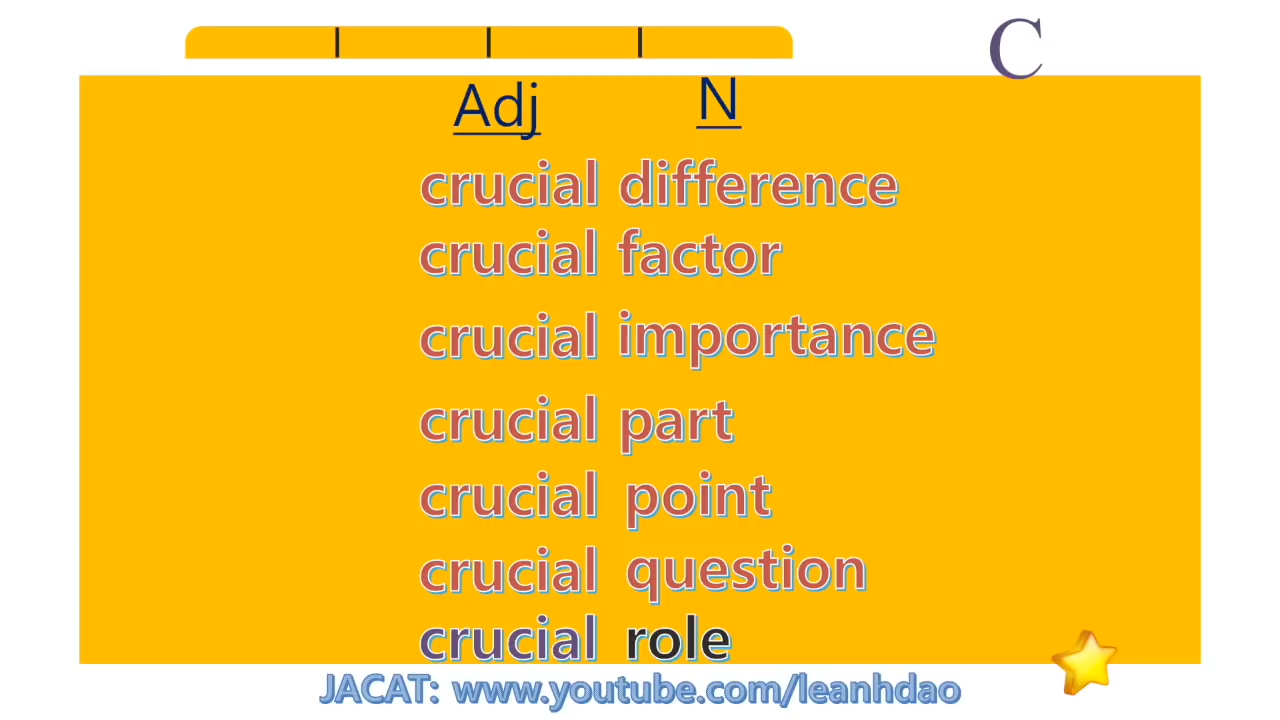 C
Adj N
crucial difference
crucial factor
crucial importance
crucial part
crucial point
crucial question
crucial role
JACAT: www.youtube.com/leanhdao